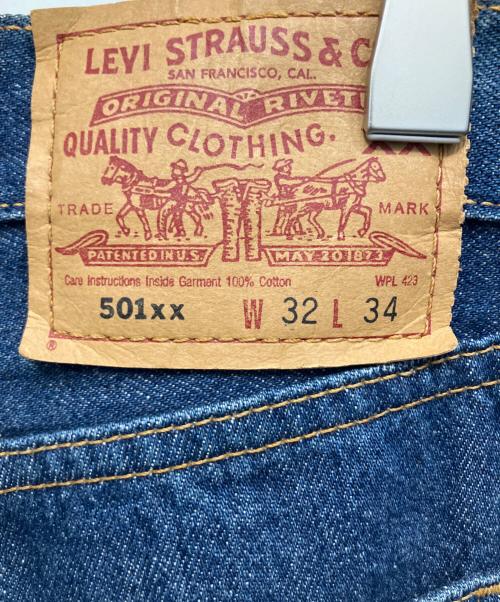 LEVI STRAUSS & C
SAN FRANCISCO, CAL.
ORIGINAL RIVET
QUALITY CLOTHING. XX
TRADE MARK
PATENTED IN U.S. MAY 20 1873
Care Instructions Inside Garment 100% Cotton WPL 423
501xx W 32 L 34
®